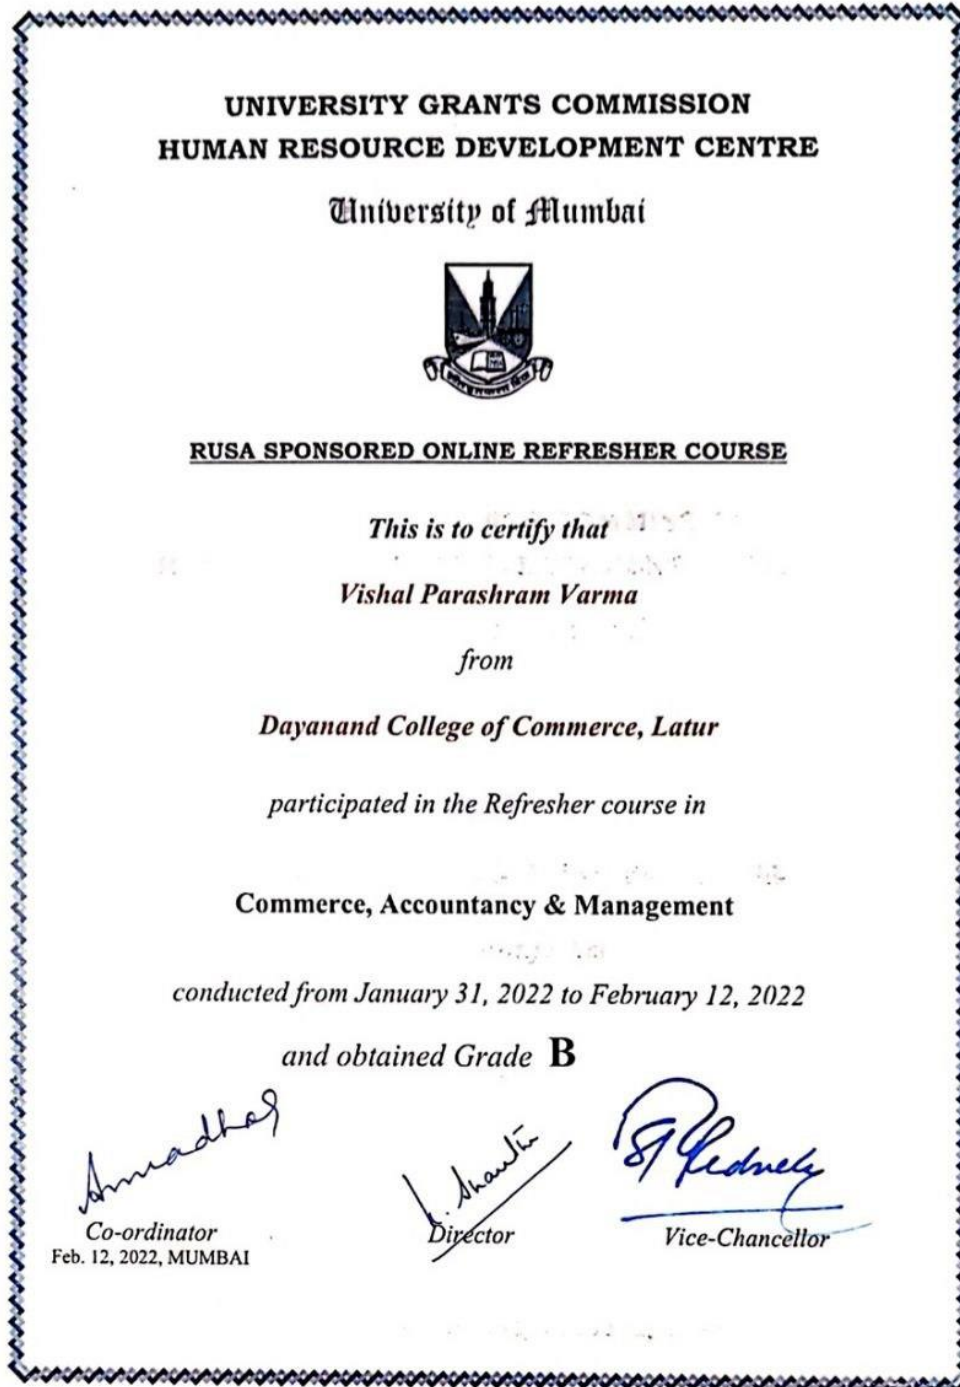 UNIVERSITY GRANTS COMMISSION
HUMAN RESOURCE DEVELOPMENT CENTRE
University of Mumbai
RUSA SPONSORED ONLINE REFRESHER COURSE
This is to certify that
Vishal Parashram Varma
from
Dayanand College of Commerce, Latur
participated in the Refresher course in
Commerce, Accountancy & Management
conducted from January 31, 2022 to February 12, 2022
and obtained Grade B
Co-ordinator
Director
Vice-Chancellor
Feb. 12, 2022, MUMBAI